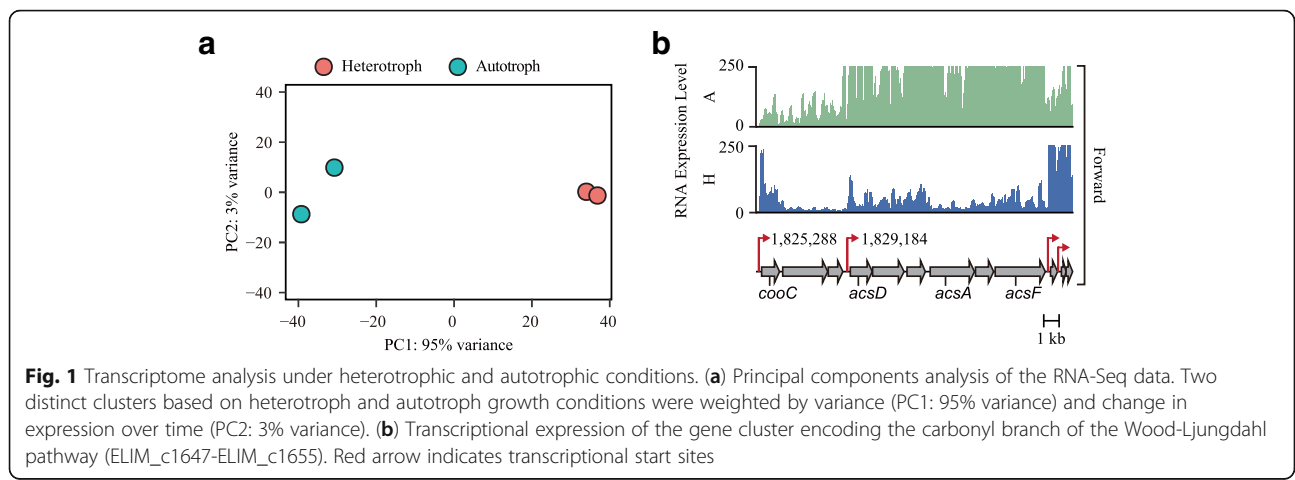 a
Heterotroph Autotroph
40
20
0
−20
−40
PC2: 3% variance
−40 −20 0 20 40
PC1: 95% variance
b
RNA Expression Level
A
250
0
H
250
0
Forward
1,825,288 1,829,184
cooC acsD acsA acsF
1 kb
Fig. 1 Transcriptome analysis under heterotrophic and autotrophic conditions. (a) Principal components analysis of the RNA-Seq data. Two
distinct clusters based on heterotroph and autotroph growth conditions were weighted by variance (PC1: 95% variance) and change in
expression over time (PC2: 3% variance). (b) Transcriptional expression of the gene cluster encoding the carbonyl branch of the Wood-Ljungdahl
pathway (ELIM_c1647-ELIM_c1655). Red arrow indicates transcriptional start sites